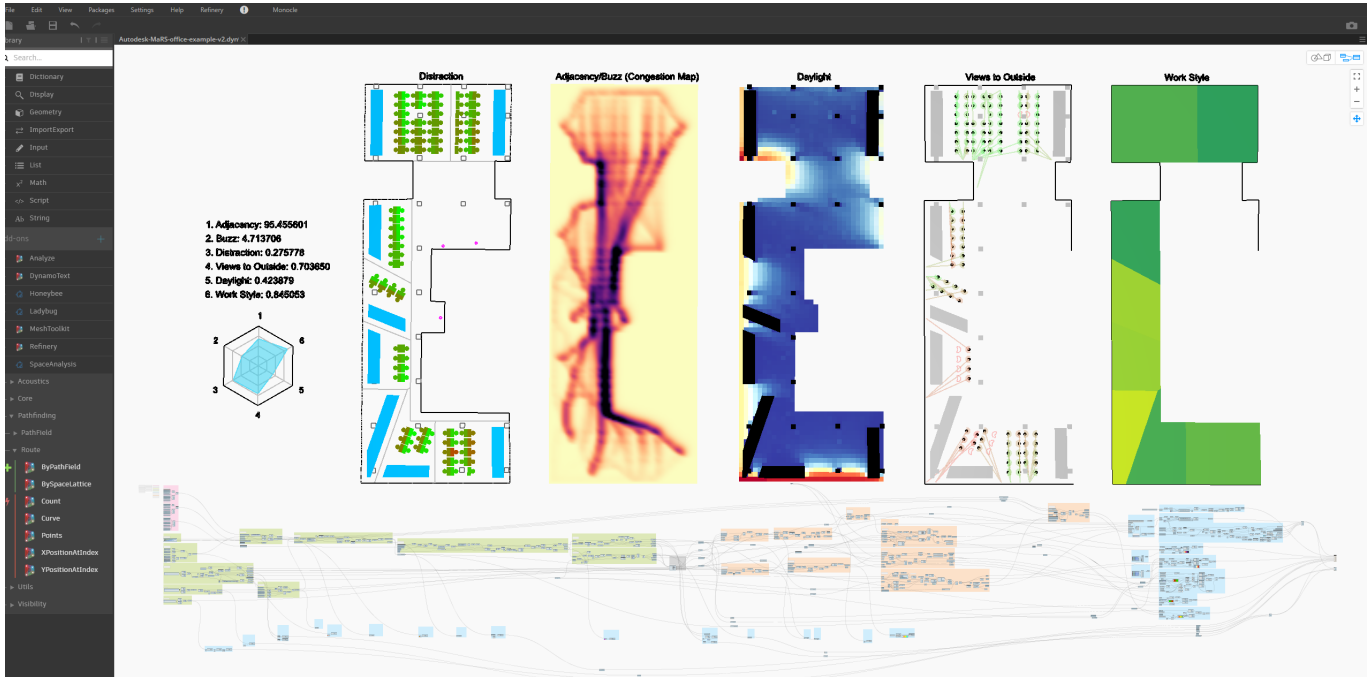 File Edit View Packages Settings Help Refinery ! Monocle
brary
Autodesk-MaRS-office-example-v2.dyn ×
Search...
Dictionary
Display
Geometry
ImportExport
Input
List
Math
Script
String
dd-ons +
Analyze
DynamoText
Honeybee
Ladybug
MeshToolkit
Refinery
SpaceAnalysis
Acoustics
Core
Pathfinding
PathField
Route
ByPathField
BySpaceLattice
Count
Curve
Points
XPositionAtIndex
YPositionAtIndex
Utils
Visibility
Distraction
Adjacency/Buzz (Congestion Map)
Daylight
Views to Outside
Work Style
1. Adjacency: 95.455601
2. Buzz: 4.713706
3. Distraction: 0.275778
4. Views to Outside: 0.703650
5. Daylight: 0.423879
6. Work Style: 0.845053
1
2
6
3
5
4